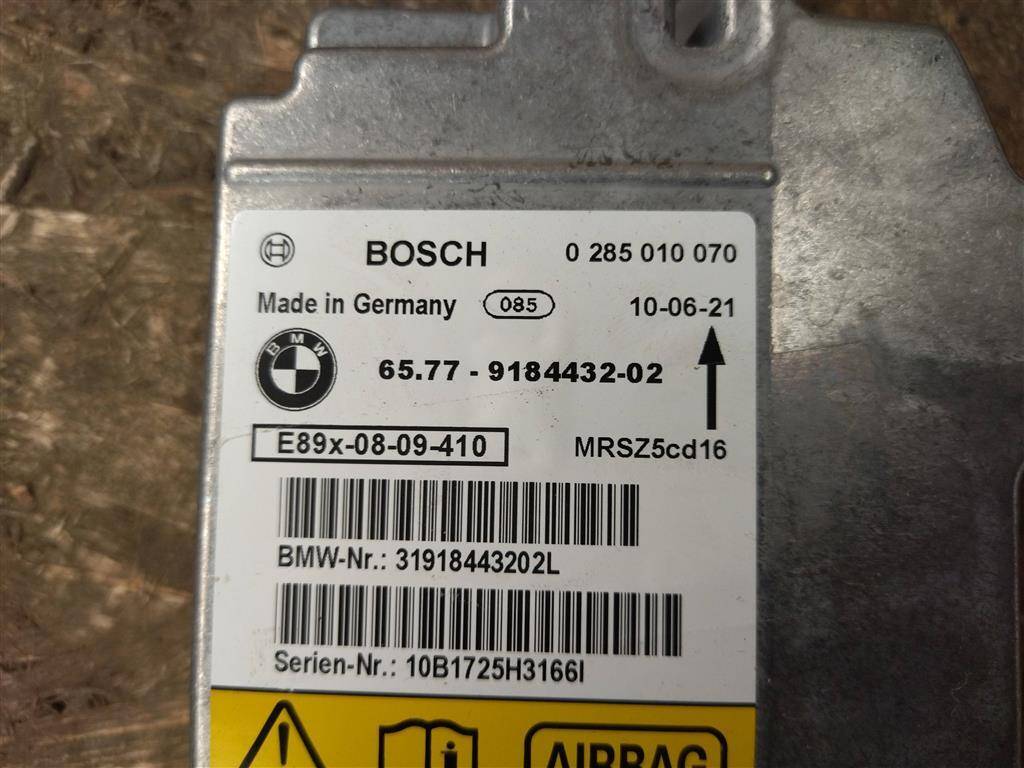 BOSCH 0 285 010 070
Made in Germany 085 10-06-21
BMW
65.77 - 9184432-02
E89x-08-09-410 MRSZ5cd16
BMW-Nr.: 31918443202L
Serien-Nr.: 10B1725H3166I
AIRBAG